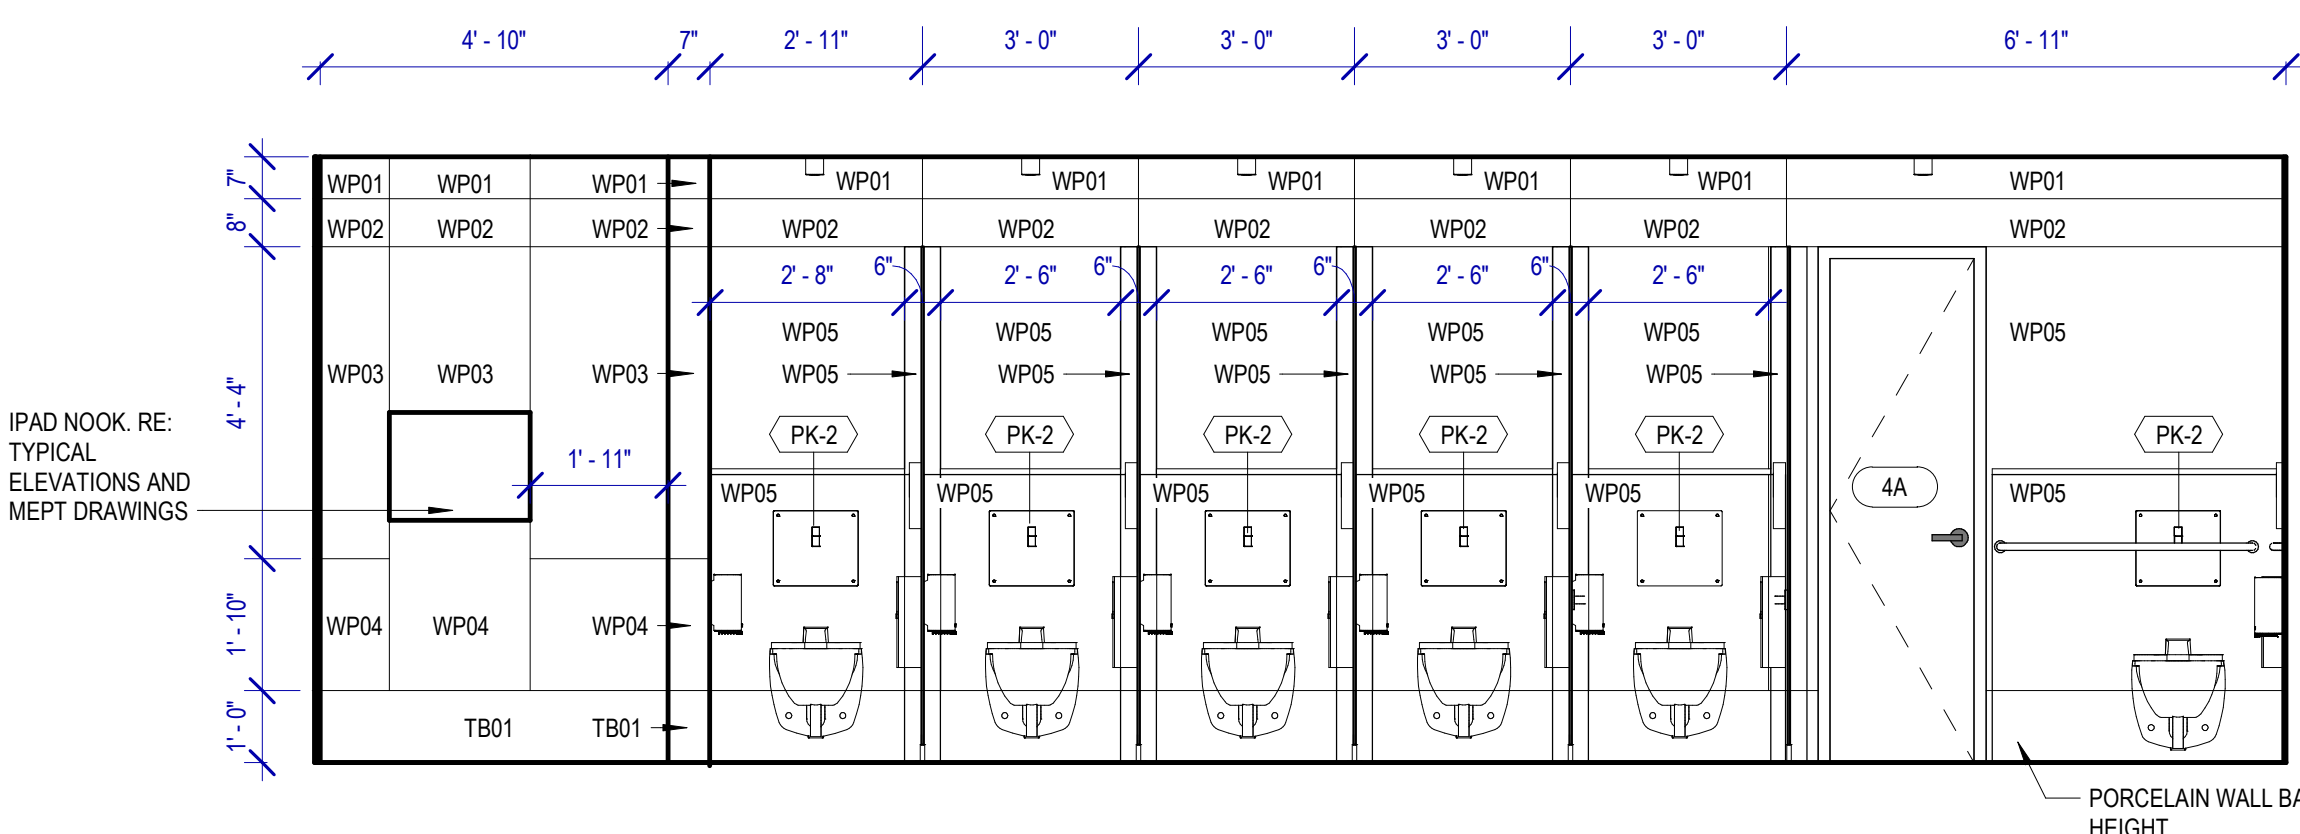 4' - 10" 7" 2' - 11" 3' - 0" 3' - 0" 3' - 0" 3' - 0" 6' - 11"
7" WP01 WP01 WP01 WP01 WP01 WP01 WP01 WP01 WP01
8" WP02 WP02 WP02 WP02 WP02 WP02 WP02 WP02 WP02
2' - 8" 6" 2' - 6" 6" 2' - 6" 6" 2' - 6" 6" 2' - 6"
WP05 WP05 WP05 WP05 WP05 WP05
4' - 4" WP03 WP03 WP03 WP05 WP05 WP05 WP05 WP05
IPAD NOOK. RE:
TYPICAL
ELEVATIONS AND
MEPT DRAWINGS
PK-2 PK-2 PK-2 PK-2 PK-2 PK-2
1' - 11"
4A
WP05 WP05 WP05 WP05 WP05 WP05
1' - 10" WP04 WP04 WP04
1' - 0" TB01 TB01
PORCELAIN WALL
HEIGHT